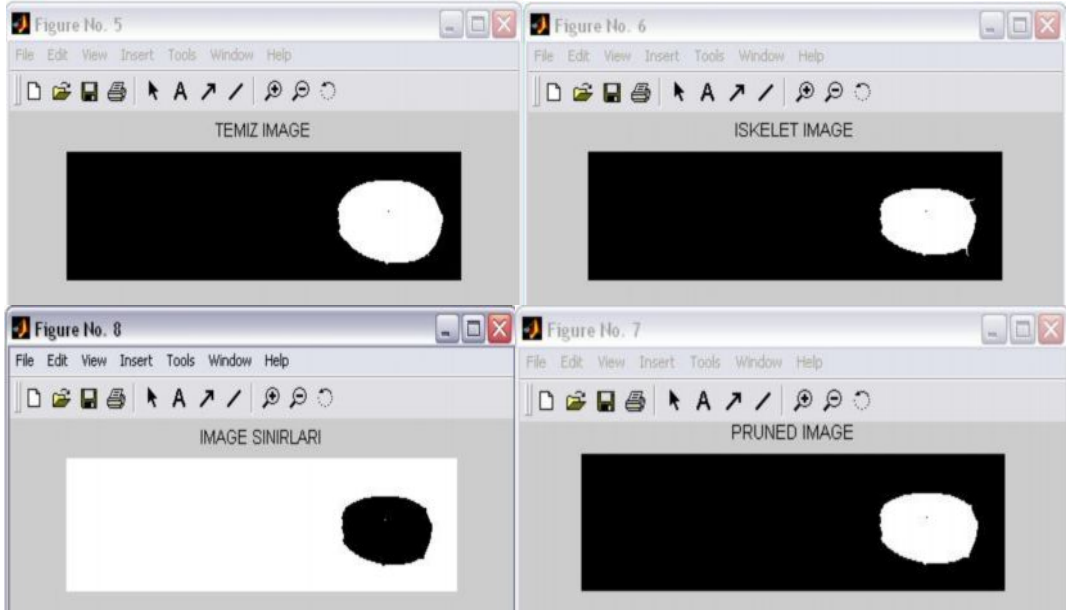 Figure No. 5
File Edit View Insert Tools Window Help
TEMIZ IMAGE
Figure No. 6
File Edit View Insert Tools Window Help
ISKELET IMAGE
Figure No. 8
File Edit View Insert Tools Window Help
IMAGE SINIRLARI
Figure No. 7
File Edit View Insert Tools Window Help
PRUNED IMAGE